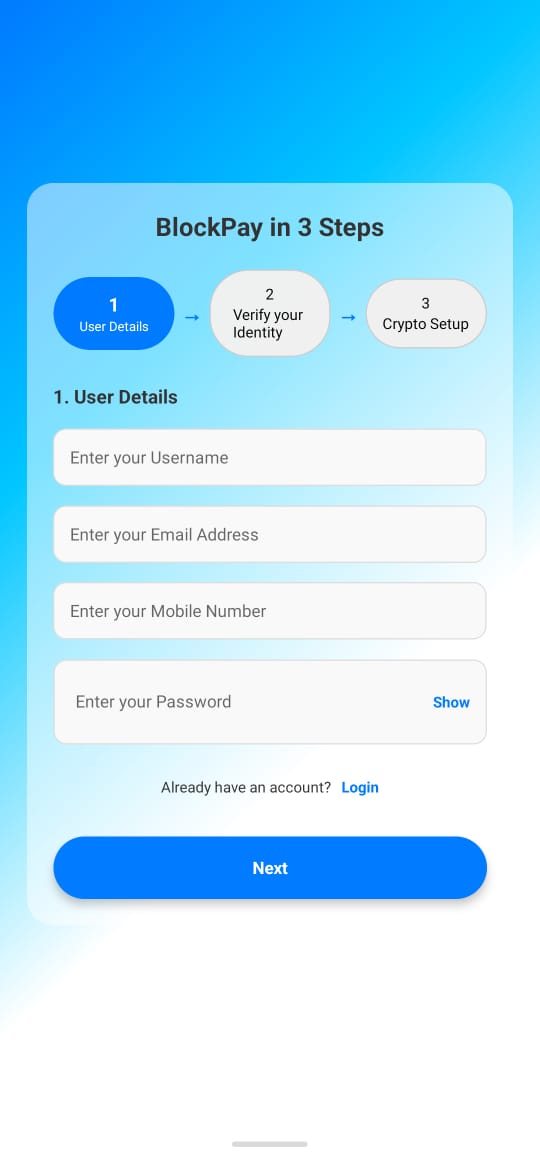 BlockPay in 3 Steps
1
User Details
→
2
Verify your
Identity
→
3
Crypto Setup
1. User Details
Enter your Username
Enter your Email Address
Enter your Mobile Number
Enter your Password
Show
Already have an account? Login
Next